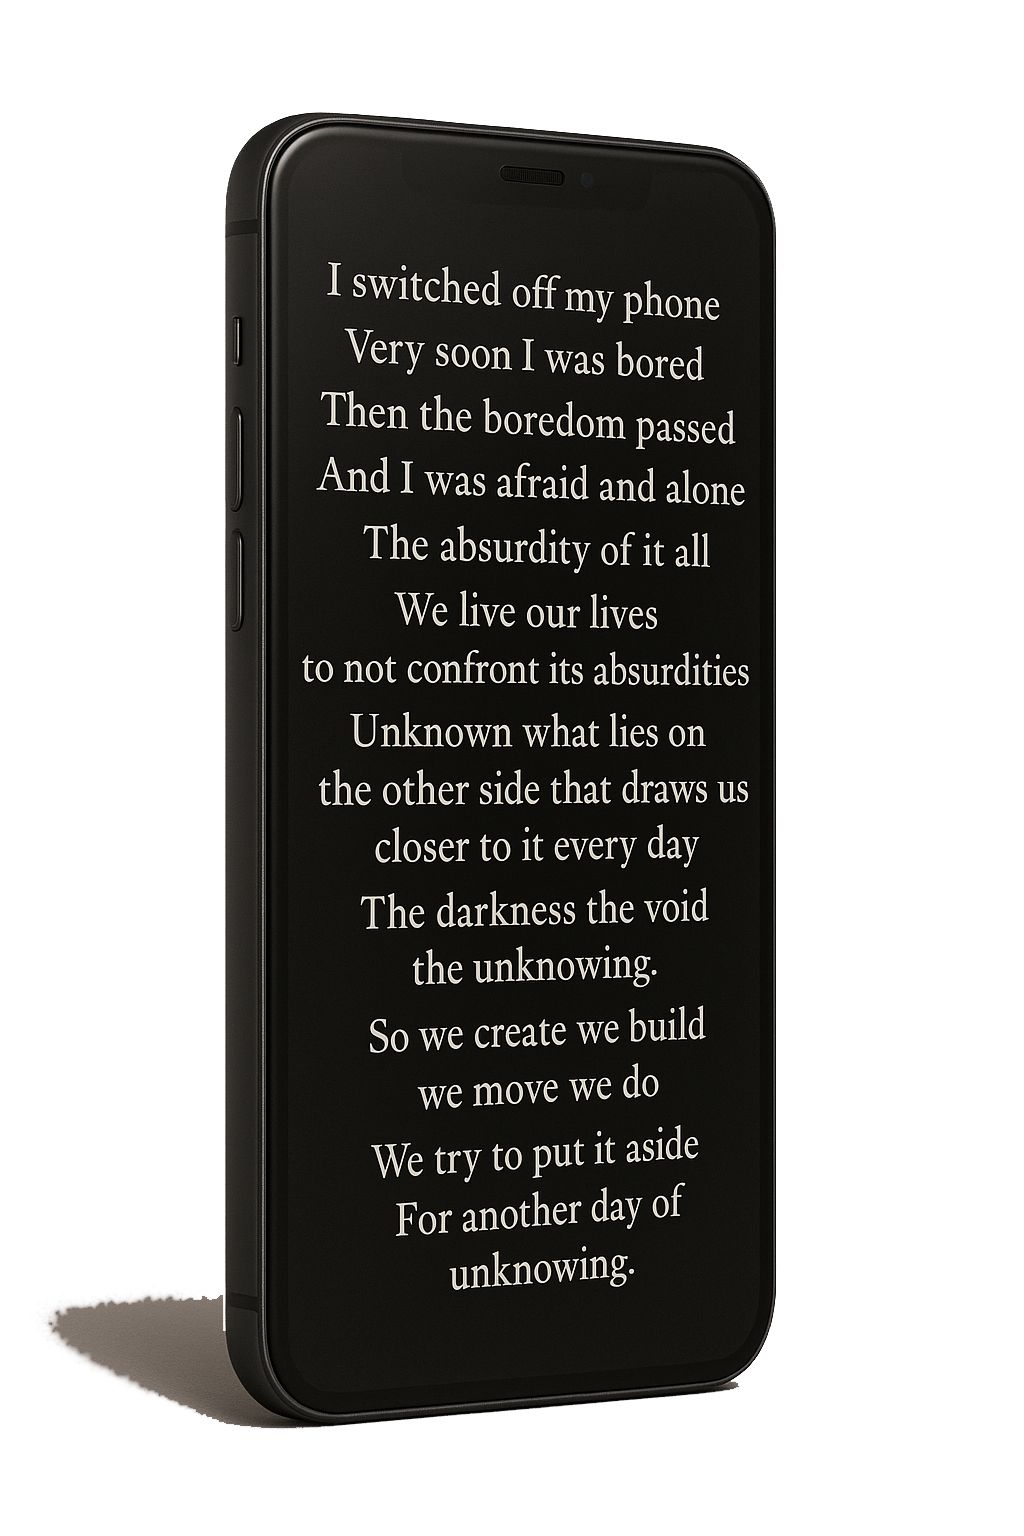 I switched off my phone
Very soon I was bored
Then the boredom passed
And I was afraid and alone
The absurdity of it all
We live our lives
to not confront its absurdities
Unknown what lies on
the other side that draws us
closer to it every day
The darkness the void
the unknowing.
So we create we build
we move we do
We try to put it aside
For another day of
unknowing.